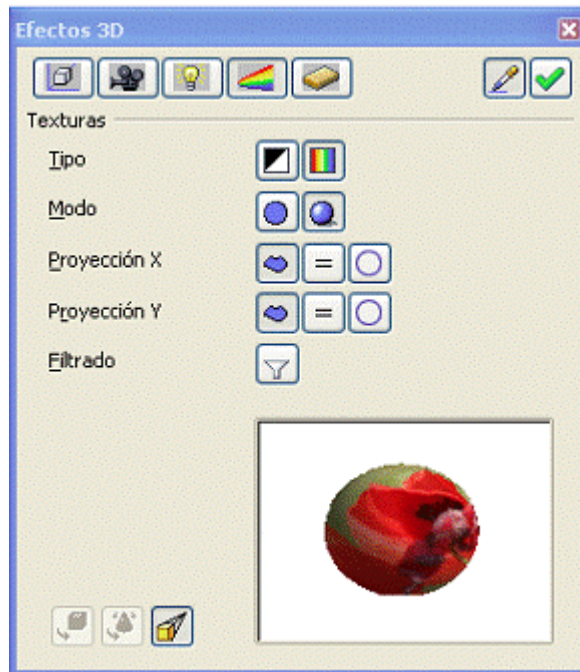 Efectos 3D
Texturas
Tipo
Modo
Proyección X
Proyección Y
Filtrado